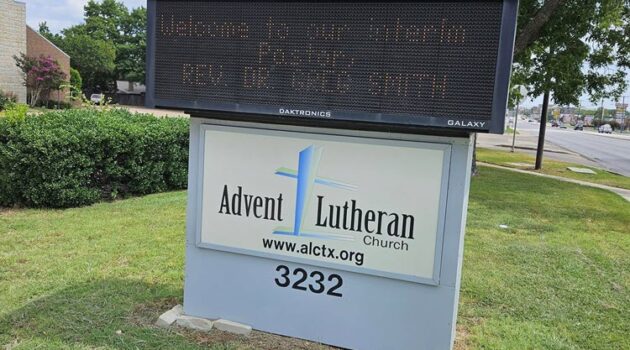 Welcome to our interim
Pastor,
REV. DR GREG SMITH
DAKTRONICS
GALAXY
Advent Lutheran
Church
www.alctx.org
3232